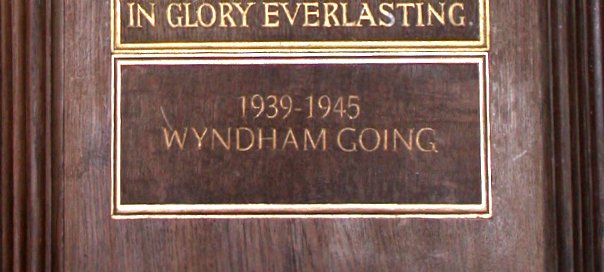 IN GLORY EVERLASTING.
1939-1945
WYNDHAM GOING